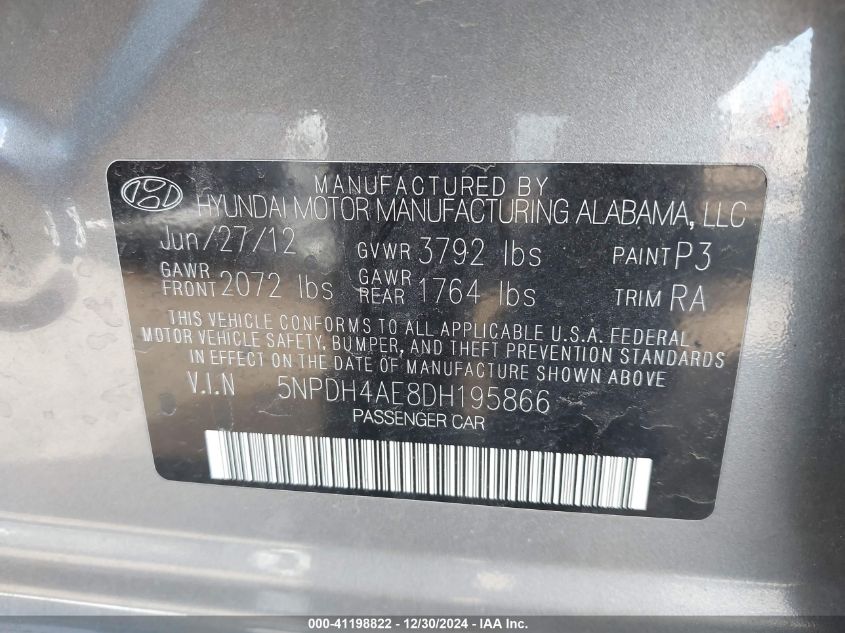 MANUFACTURED BY
HYUNDAI MOTOR MANUFACTURING ALABAMA, LLC
Jun/27/12 GVWR 3792 lbs PAINT P3
GAWR FRONT 2072 lbs GAWR REAR 1764 lbs TRIM RA
THIS VEHICLE CONFORMS TO ALL APPLICABLE U.S.A. FEDERAL
MOTOR VEHICLE SAFETY, BUMPER, AND THEFT PREVENTION STANDARDS
IN EFFECT ON THE DATE OF MANUFACTURE SHOWN ABOVE
V.I.N 5NPDH4AE8DH195866
PASSENGER CAR
000-41198822 - 12/30/2024 - IAA Inc.